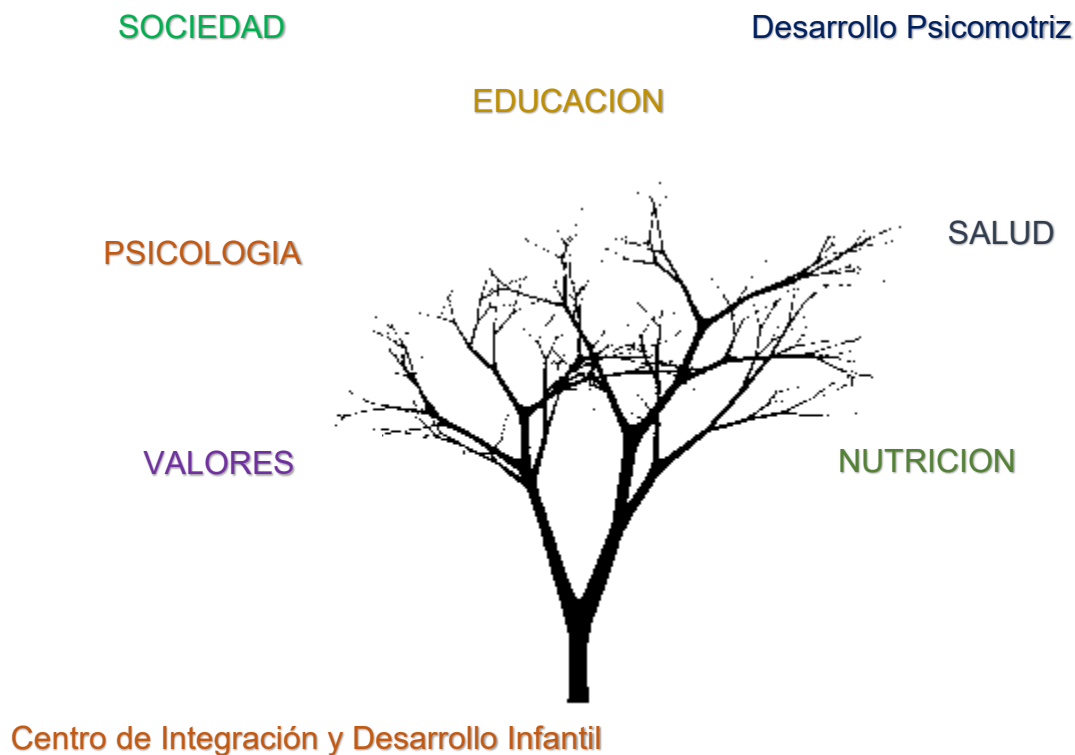 SOCIEDAD
Desarrollo Psicomotriz
EDUCACION
SALUD
PSICOLOGIA
VALORES
NUTRICION
Centro de Integración y Desarrollo Infantil